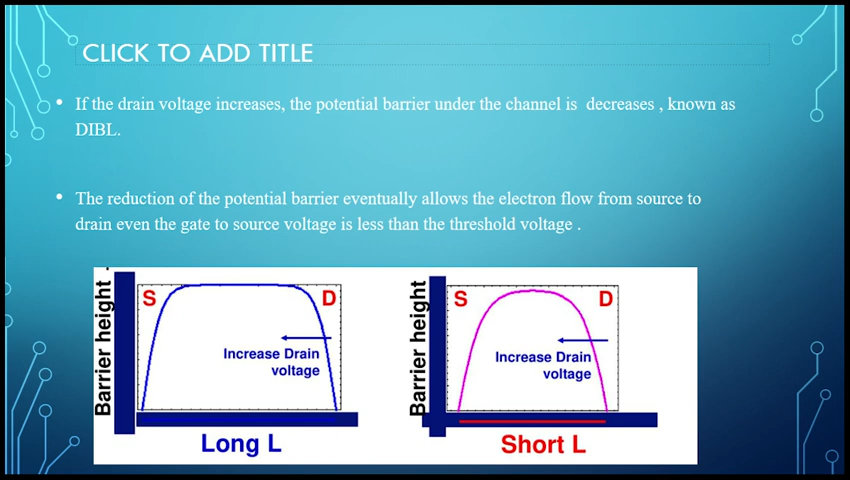 CLICK TO ADD TITLE
• If the drain voltage increases, the potential barrier under the channel is decreases , known as
DIBL.
• The reduction of the potential barrier eventually allows the electron flow from source to
drain even the gate to source voltage is less than the threshold voltage .
Barrier height
S
D
Increase Drain
voltage
Long L
Barrier height
S
D
Increase Drain
voltage
Short L